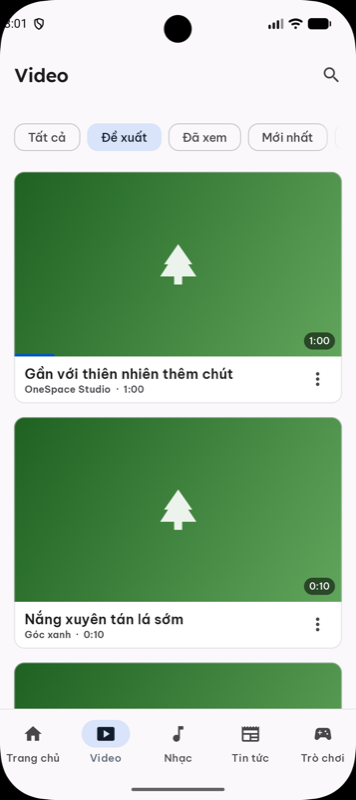 Video
Tất cả
Đề xuất
Đã xem
Mới nhất
1:00
Gần với thiên nhiên thêm chút
OneSpace Studio · 1:00
0:10
Nắng xuyên tán lá sớm
Góc xanh · 0:10
Trang chủ
Video
Nhạc
Tin tức
Trò chơi